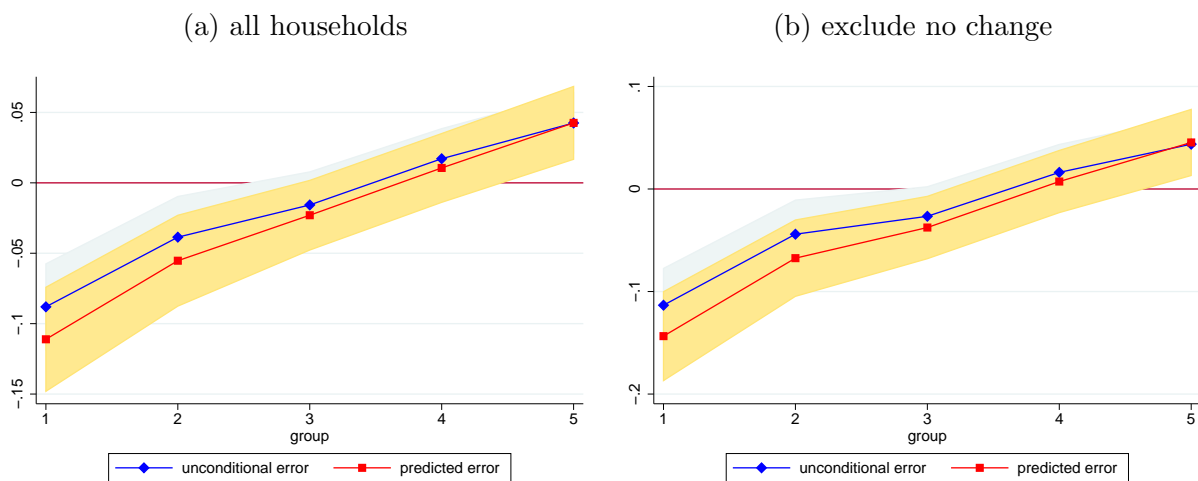 (a) all households
.05
0
-.05
-.1
-.15
1 2 3 4 5
group
unconditional error predicted error
(b) exclude no change
.1
0
-.1
-.2
1 2 3 4 5
group
unconditional error predicted error